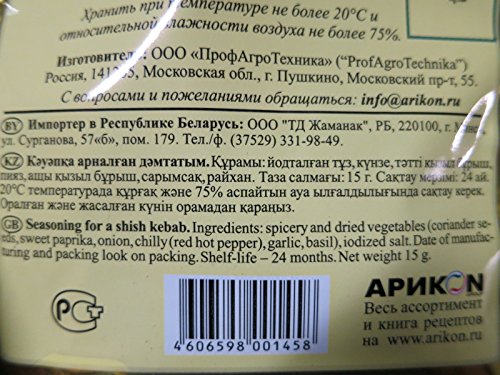 Хранить при температуре не более 20°С и
относительной влажности воздуха не более 75%.
Изготовитель: ООО «ПрофАгроТехника» (“ProfAgroTechnika”)
Россия, Московская обл., г. Пушкино, Московский пр-т, 55.
С вопросами и пожеланиями обращаться: info@arikon.ru
BY Импортер в Республике Беларусь: ООО "ТД Жаманак", РБ, 220100, г.
ул. Сурганова, 57«б», пом. 179. Тел./ф. (37529) 331-98-49.
KZ Кәуапқа арналған дәмтатым. Құрамы: йодталған тұз, күнзе, тәтті қызыл бұрыш,
пияз, ащы қызыл бұрыш, сарымсақ, райхан. Таза салмағы: 15 г. Сақтау мерзімі: 24 ай.
20°С температурада құрғақ және 75% аспайтын ауа ылғалдылығында сақтау керек.
Оралған және жасалған күнін орамадан қараңыз.
GB Seasoning for a shish kebab. Ingredients: spicery and dried vegetables (coriander se-
eds, sweet paprika, onion, chilly (red hot pepper), garlic, basil), iodized salt. Date of manufac-
turing and packing look on packing. Shelf-life – 24 months. Net weight 15 g.
РСТ
4 606598 001458
АРИКОN
Весь ассортимент
и книга рецептов
на www.arikon.ru